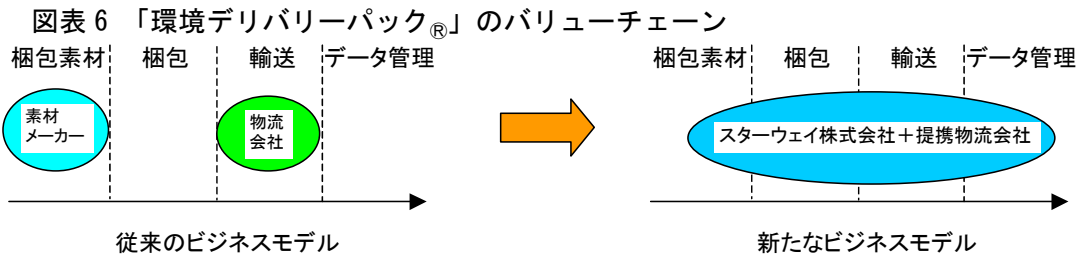 図表 6 「環境デリバリーパック®」のバリューチェーン
梱包素材 梱包 輸送 データ管理
素材
メーカー
物流
会社
従来のビジネスモデル
梱包素材 梱包 輸送 データ管理
スターウェイ株式会社＋提携物流会社
新たなビジネスモデル